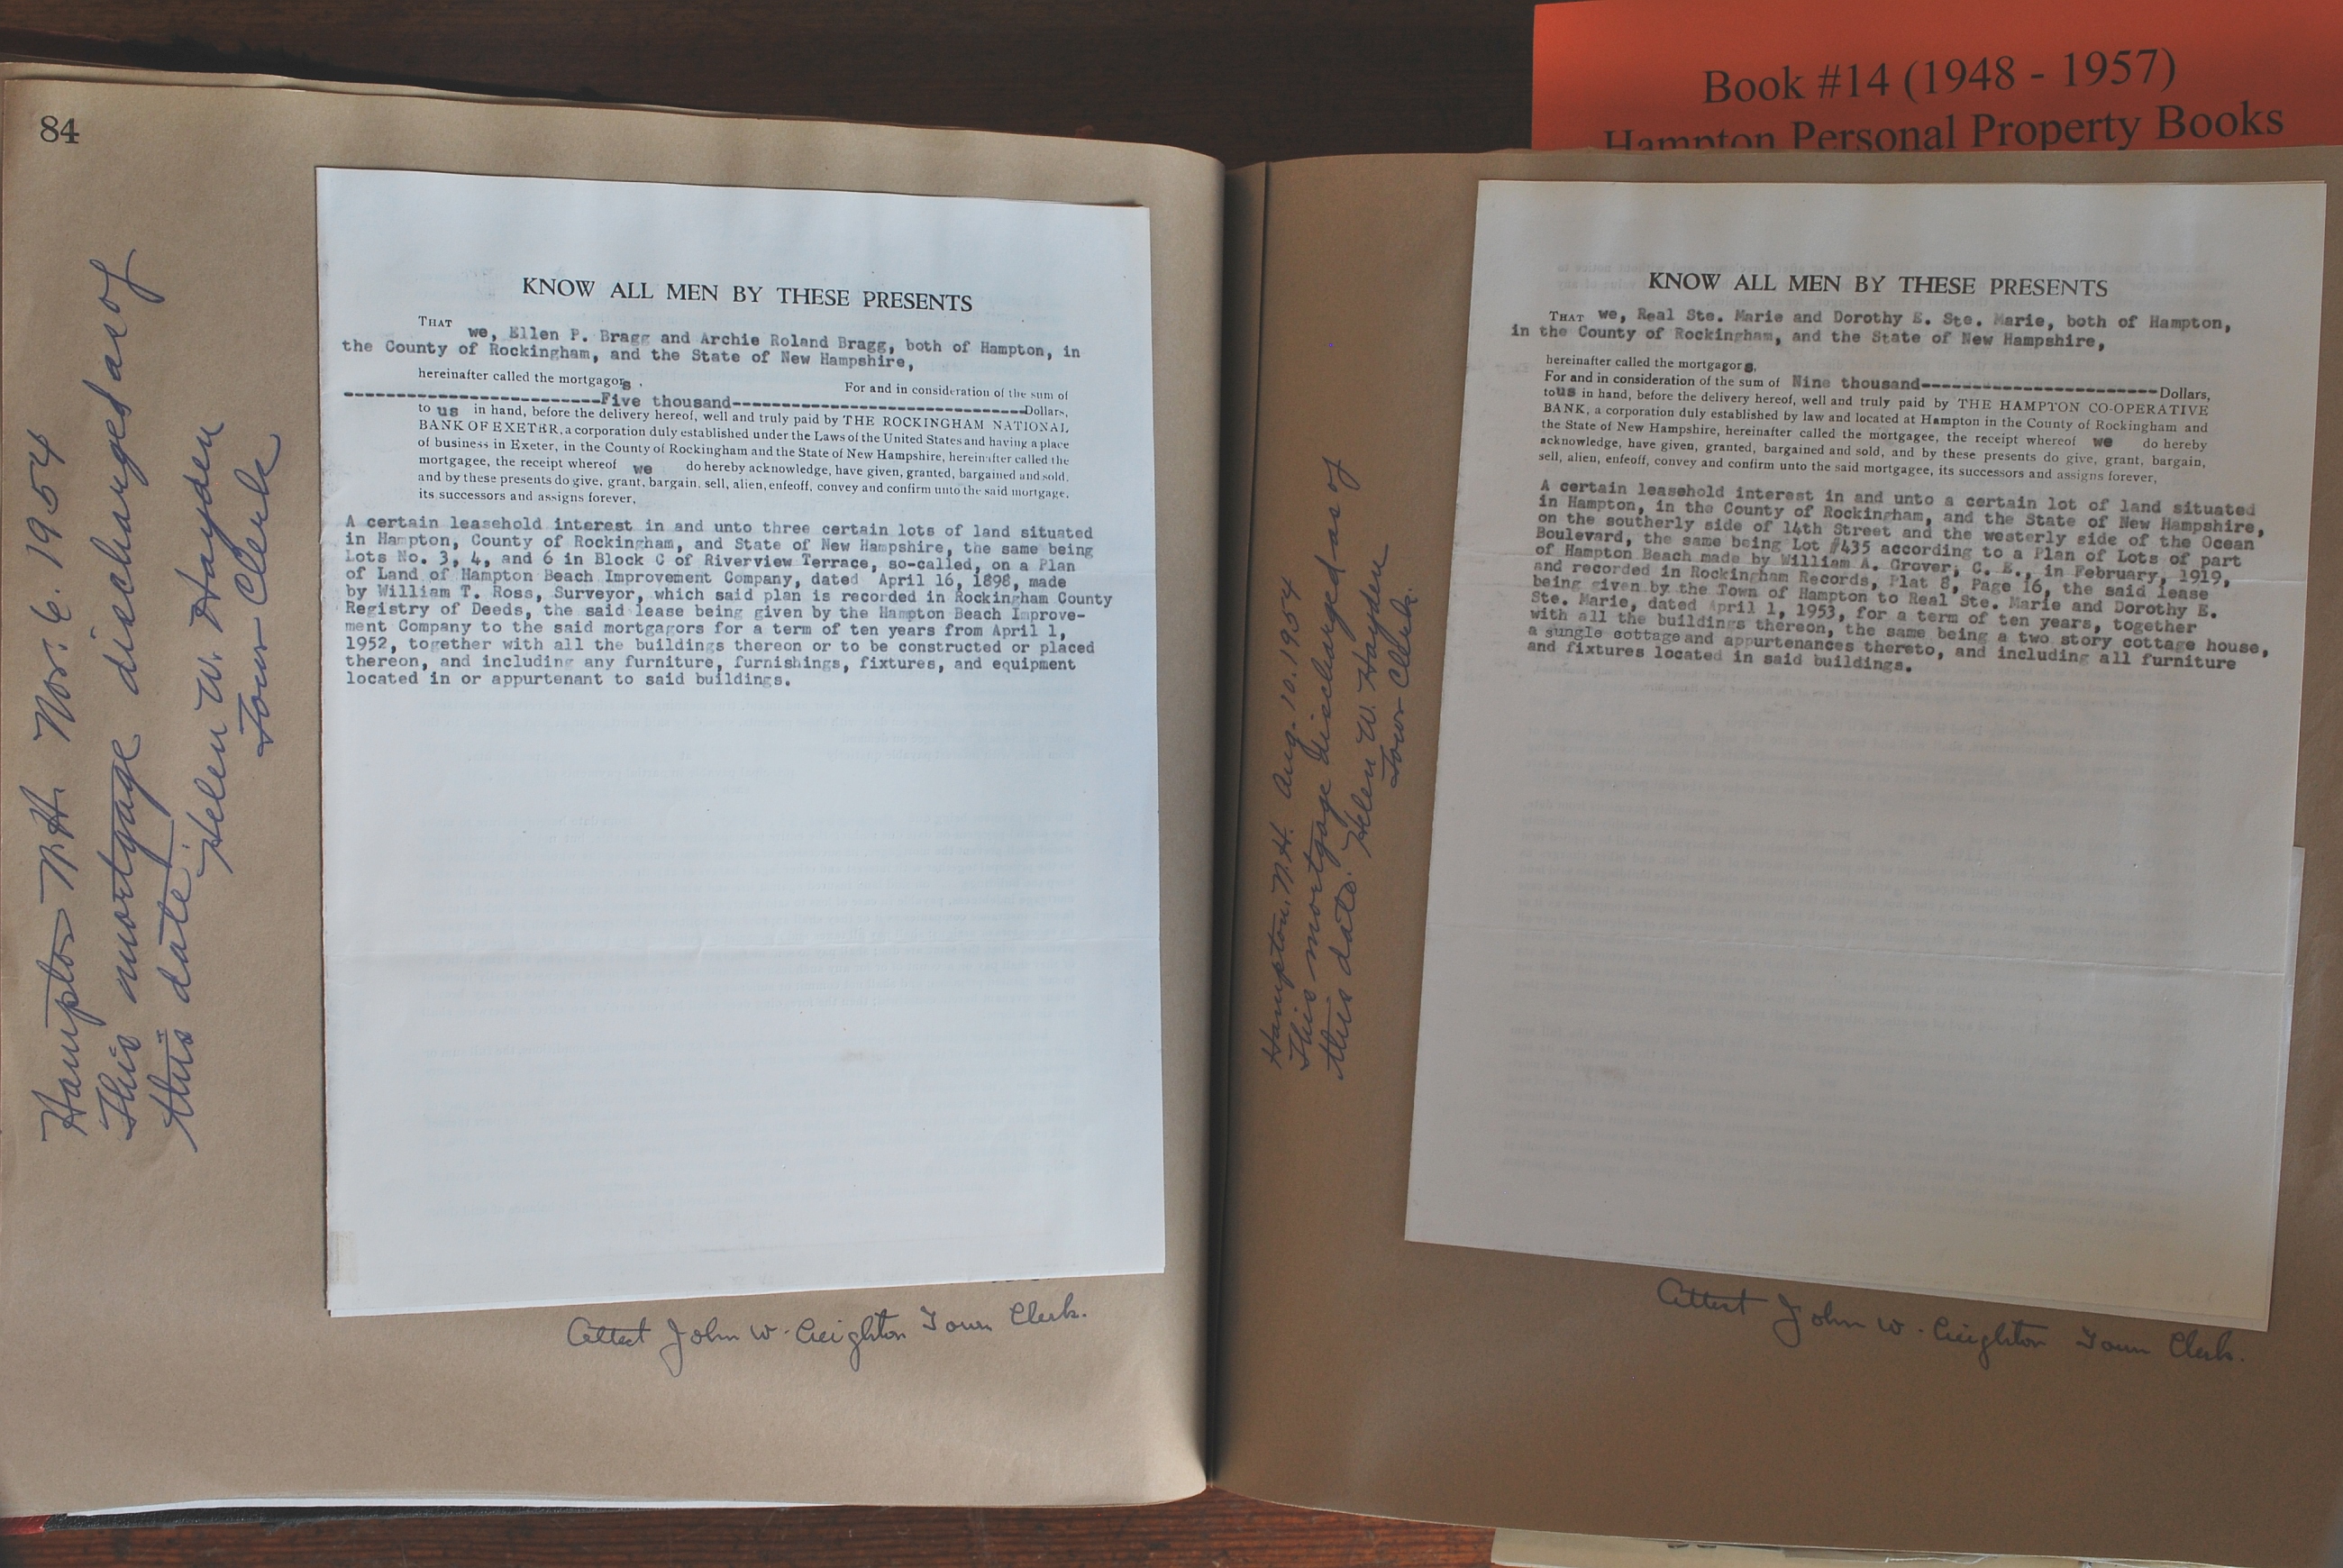 Book #14 (1948 - 1957)
Hampton Personal Property Books
84
Hampton N.H. Nov. 6. 1954
This mortgage discharged as of
this date.
Helen W. Hayden
Town Clerk
KNOW ALL MEN BY THESE PRESENTS
THAT we, Ellen P. Bragg and Archie Roland Bragg, both of Hampton, in
the County of Rockingham, and the State of New Hampshire,
hereinafter called the mortgagors, For and in consideration of the sum of
--------------------------Five thousand------------------------------Dollars,
to us in hand, before the delivery hereof, well and truly paid by THE ROCKINGHAM NATIONAL
BANK OF EXETER, a corporation duly established under the Laws of the United States and having a place
of business in Exeter, in the County of Rockingham and the State of New Hampshire, hereinafter called the
mortgagee, the receipt whereof we do hereby acknowledge, have given, granted, bargained and sold,
and by these presents do give, grant, bargain, sell, alien, enfeoff, convey and confirm unto the said mortgage,
its successors and assigns forever,
A certain leasehold interest in and unto three certain lots of land situated
in Hampton, County of Rockingham, and State of New Hampshire, the same being
Lots No. 3, 4, and 6 in Block C of Riverview Terrace, so-called, on a Plan
of Land of Hampton Beach Improvement Company, dated April 16, 1898, made
by William T. Ross, Surveyor, which said plan is recorded in Rockingham County
Registry of Deeds, the said lease being given by the Hampton Beach Improve-
ment Company to the said mortgagors for a term of ten years from April 1,
1952, together with all the buildings thereon or to be constructed or placed
thereon, and including any furniture, furnishings, fixtures, and equipment
located in or appurtenant to said buildings.
Attest John W. Creighton Town Clerk.
Hampton, N.H. Aug. 10. 1954
This mortgage discharged as of
this date.
Helen W. Hayden
Town Clerk.
KNOW ALL MEN BY THESE PRESENTS
THAT we, Real Ste. Marie and Dorothy E. Ste. Marie, both of Hampton,
in the County of Rockingham, and the State of New Hampshire,
hereinafter called the mortgagors,
For and in consideration of the sum of Nine thousand------------------------Dollars,
to us in hand, before the delivery hereof, well and truly paid by THE HAMPTON CO-OPERATIVE
BANK, a corporation duly established by law and located at Hampton in the County of Rockingham and
the State of New Hampshire, hereinafter called the mortgagee, the receipt whereof we do hereby
acknowledge, have given, granted, bargained and sold, and by these presents do give, grant, bargain,
sell, alien, enfeoff, convey and confirm unto the said mortgagee, its successors and assigns forever,
A certain leasehold interest in and unto a certain lot of land situated
in Hampton, in the County of Rockingham, and the State of New Hampshire,
on the southerly side of 14th Street and the westerly side of the Ocean
Boulevard, the same being Lot #435 according to a Plan of Lots of part
of Hampton Beach made by William A. Grover, C. E., in February, 1919,
and recorded in Rockingham Records, Plat 8, Page 16, the said lease
being given by the Town of Hampton to Real Ste. Marie and Dorothy E.
Ste. Marie, dated April 1, 1953, for a term of ten years, together
with all the buildings thereon, the same being a two story cottage house,
a sungle cottage and appurtenances thereto, and including all furniture
and fixtures located in said buildings.
Attest John W. Creighton Town Clerk.